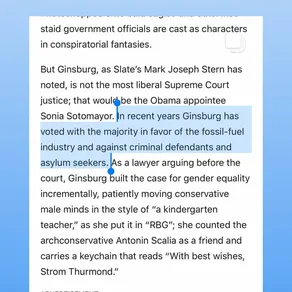 staid government officials are cast as characters
in conspiratorial fantasies.
But Ginsburg, as Slate's Mark Joseph Stern has
noted, is not the most liberal Supreme Court
justice; that would be the Obama appointee
Sonia Sotomayor. In recent years Ginsburg has
voted with the majority in favor of the fossil-fuel
industry and against criminal defendants and
asylum seekers. As a lawyer arguing before the
court, Ginsburg built the case for gender equality
incrementally, patiently moving conservative
male minds in the style of “a kindergarten
teacher,” as she put it in “RBG”; she counted the
archconservative Antonin Scalia as a friend and
carries a keychain that reads “With best wishes,
Strom Thurmond.”